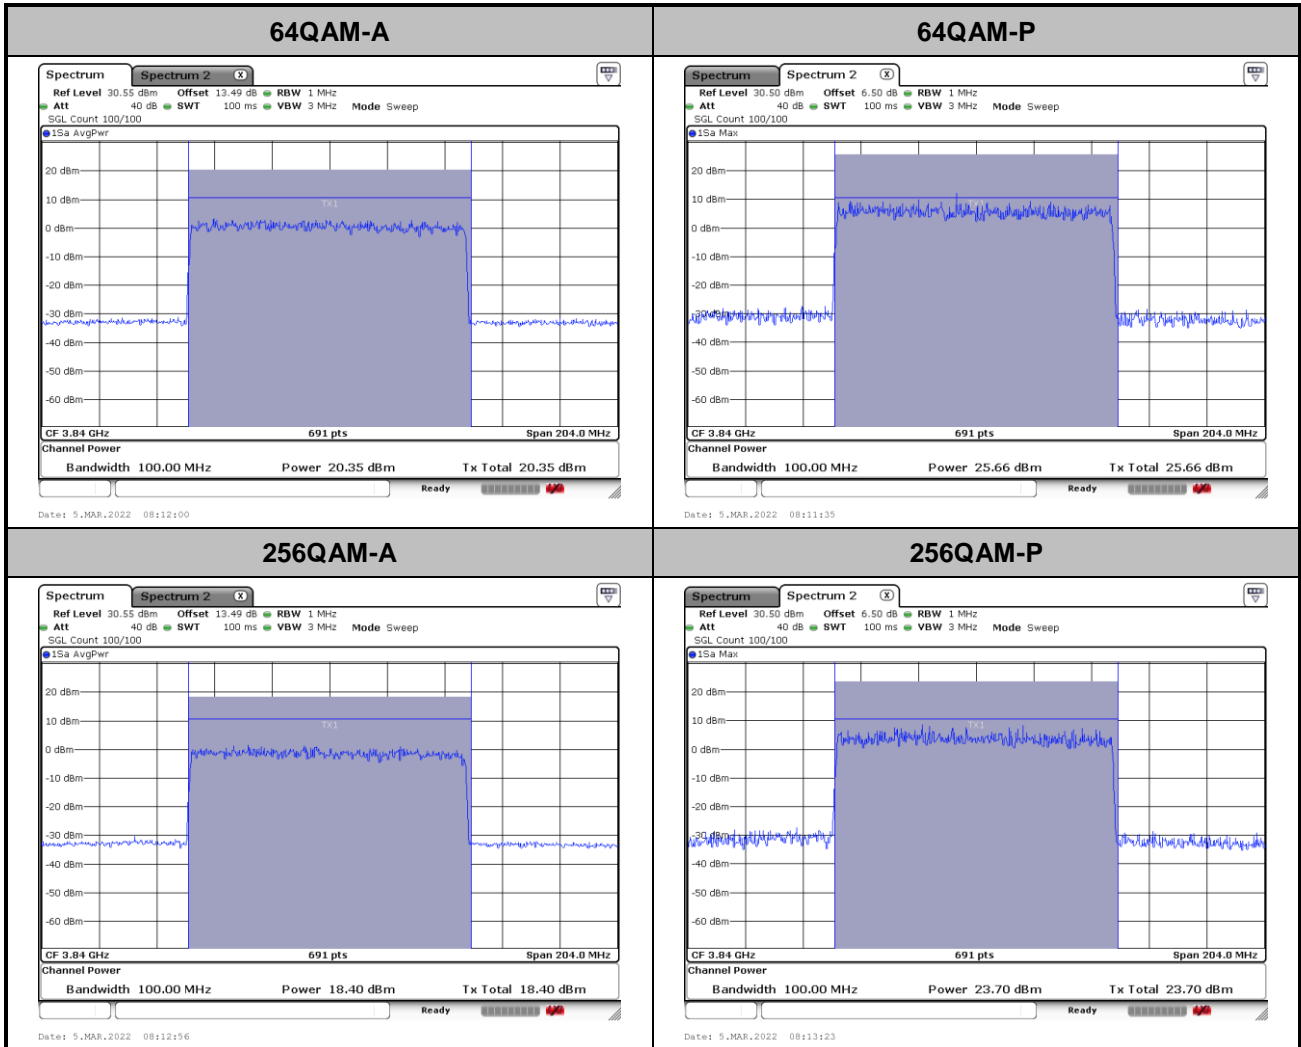 64QAM-A
64QAM-P
Spectrum Spectrum 2 X
Ref Level 30.55 dBm Offset 13.49 dB RBW 1 MHz
Att 40 dB SWT 100 ms VBW 3 MHz Mode Sweep
SGL Count 100/100
1Sa AvgPwr
20 dBm
10 dBm
TX1
0 dBm
-10 dBm
-20 dBm
-30 dBm
-40 dBm
-50 dBm
-60 dBm
CF 3.84 GHz 691 pts Span 204.0 MHz
Channel Power
Bandwidth 100.00 MHz Power 20.35 dBm Tx Total 20.35 dBm
Ready
Date: 5.MAR.2022 08:12:00
Spectrum Spectrum 2 X
Ref Level 30.50 dBm Offset 6.50 dB RBW 1 MHz
Att 40 dB SWT 100 ms VBW 3 MHz Mode Sweep
SGL Count 100/100
1Sa Max
20 dBm
10 dBm
TX1
0 dBm
-10 dBm
-20 dBm
-30 dBm
-40 dBm
-50 dBm
-60 dBm
CF 3.84 GHz 691 pts Span 204.0 MHz
Channel Power
Bandwidth 100.00 MHz Power 25.66 dBm Tx Total 25.66 dBm
Ready
Date: 5.MAR.2022 08:11:35
256QAM-A
256QAM-P
Spectrum Spectrum 2 X
Ref Level 30.55 dBm Offset 13.49 dB RBW 1 MHz
Att 40 dB SWT 100 ms VBW 3 MHz Mode Sweep
SGL Count 100/100
1Sa AvgPwr
20 dBm
10 dBm
TX1
0 dBm
-10 dBm
-20 dBm
-30 dBm
-40 dBm
-50 dBm
-60 dBm
CF 3.84 GHz 691 pts Span 204.0 MHz
Channel Power
Bandwidth 100.00 MHz Power 18.40 dBm Tx Total 18.40 dBm
Ready
Date: 5.MAR.2022 08:12:56
Spectrum Spectrum 2 X
Ref Level 30.50 dBm Offset 6.50 dB RBW 1 MHz
Att 40 dB SWT 100 ms VBW 3 MHz Mode Sweep
SGL Count 100/100
1Sa Max
20 dBm
10 dBm
TX1
0 dBm
-10 dBm
-20 dBm
-30 dBm
-40 dBm
-50 dBm
-60 dBm
CF 3.84 GHz 691 pts Span 204.0 MHz
Channel Power
Bandwidth 100.00 MHz Power 23.70 dBm Tx Total 23.70 dBm
Ready
Date: 5.MAR.2022 08:13:23